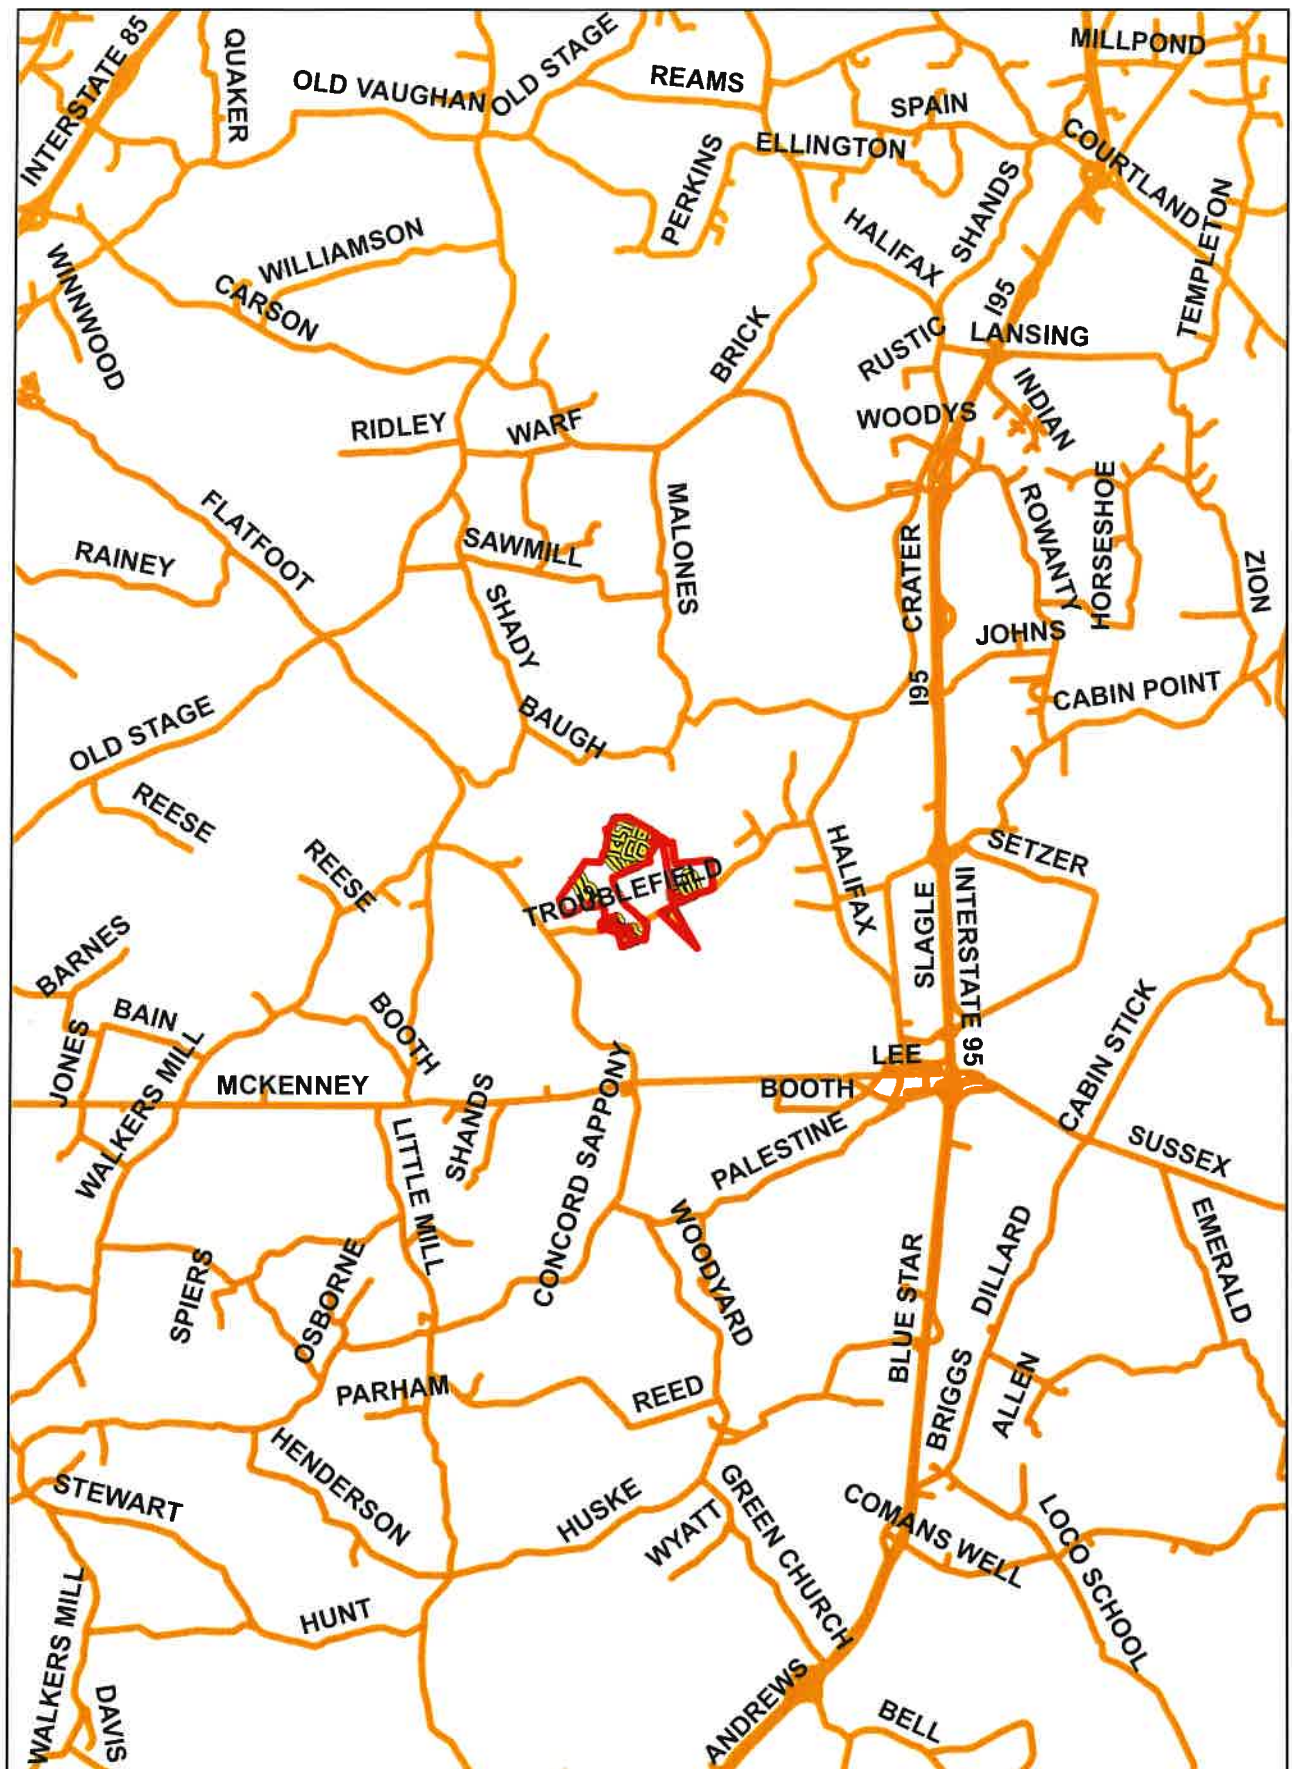 MILLPOND
INTERSTATE 85
QUAKER
OLD VAUGHAN
OLD STAGE
REAMS
SPAIN
ELLINGTON
COURTLAND
PERKINS
SHANDS
TEMPLETON
HALIFAX
WILLIAMSON
WINNWOOD
CARSON
I95
LANSING
RUSTIC
BRICK
INDIAN
WOODYS
RIDLEY
WARF
FLATFOOT
MALONES
ROWANTY
HORSESHOE
RAINEY
SAWMILL
CRATER
ZION
SHADY
JOHNS
I95
CABIN POINT
OLD STAGE
BAUGH
REESE
REESE
HALIFAX
SETZER
TROUBLEFIELD
SLAGLE
INTERSTATE 95
BARNES
BAIN
BOOTH
JONES
WALKERS MILL
MCKENNEY
LEE
BOOTH
CABIN STICK
SHANDS
LITTLE MILL
CONCORD SAPPONY
PALESTINE
SUSSEX
WOODYARD
EMERALD
SPIERS
OSBORNE
BLUE STAR
DILLARD
PARHAM
REED
BRIGGS
ALLEN
HENDERSON
STEWART
HUSKE
WYATT
GREEN CHURCH
COMANS WELL
LOCO SCHOOL
HUNT
WALKERS MILL
DAVIS
ANDREWS
BELL